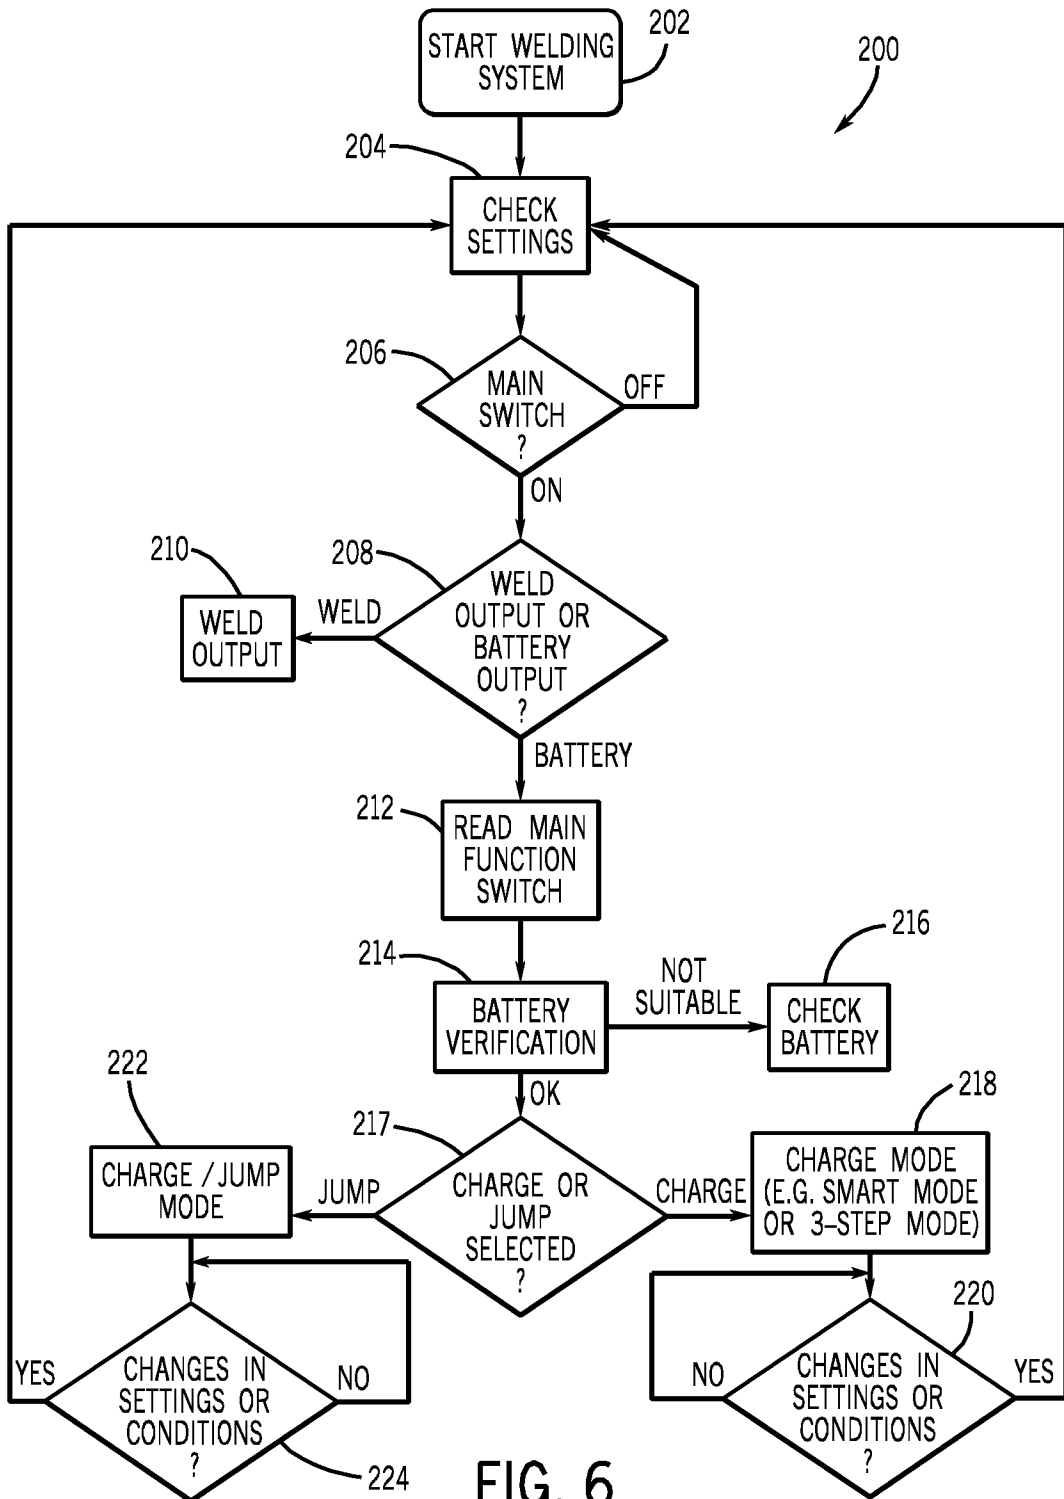 START WELDING
SYSTEM
202
200
204
CHECK
SETTINGS
206
MAIN
SWITCH
?
OFF
ON
210
208
WELD
OUTPUT
WELD
WELD
OUTPUT OR
BATTERY
OUTPUT
?
BATTERY
212
READ MAIN
FUNCTION
SWITCH
214
BATTERY
VERIFICATION
NOT
SUITABLE
216
CHECK
BATTERY
OK
222
217
218
CHARGE / JUMP
MODE
JUMP
CHARGE OR
JUMP
SELECTED
?
CHARGE
CHARGE MODE
(E.G. SMART MODE
OR 3-STEP MODE)
220
YES
CHANGES IN
SETTINGS OR
CONDITIONS
?
NO
224
NO
CHANGES IN
SETTINGS OR
CONDITIONS
?
YES
FIG. 6